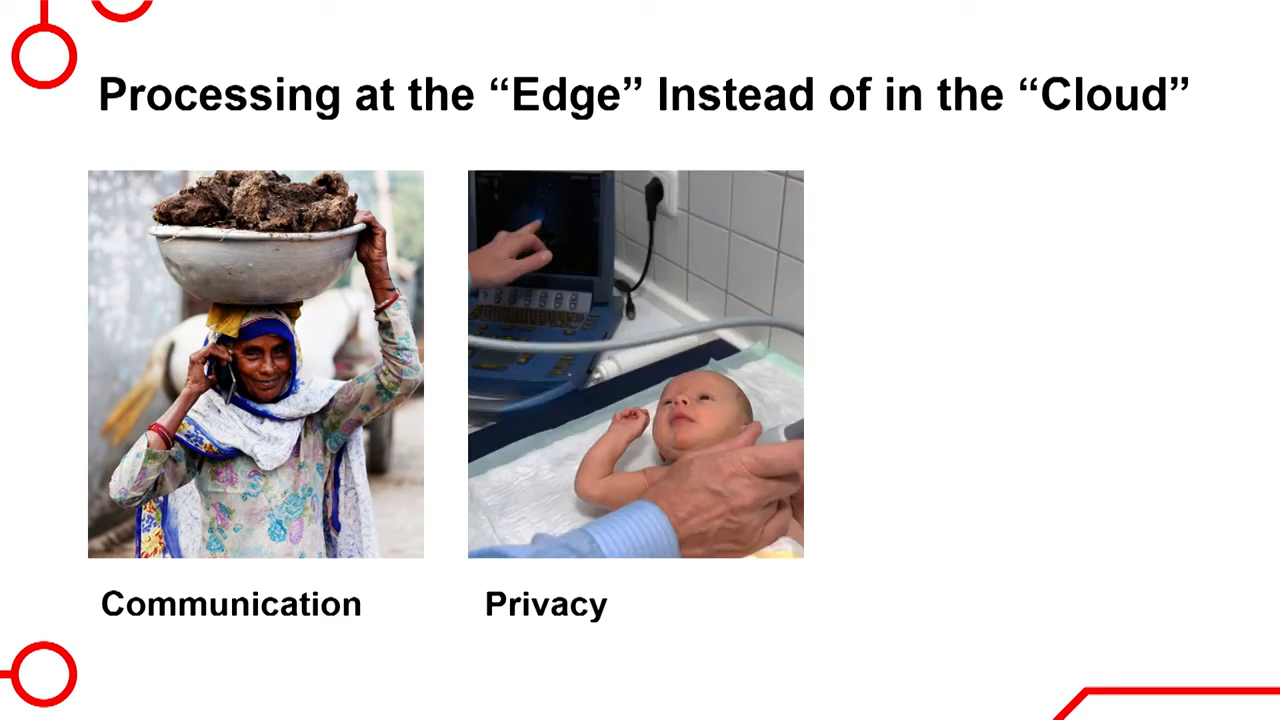 Processing at the “Edge” Instead of in the “Cloud”
Communication
Privacy